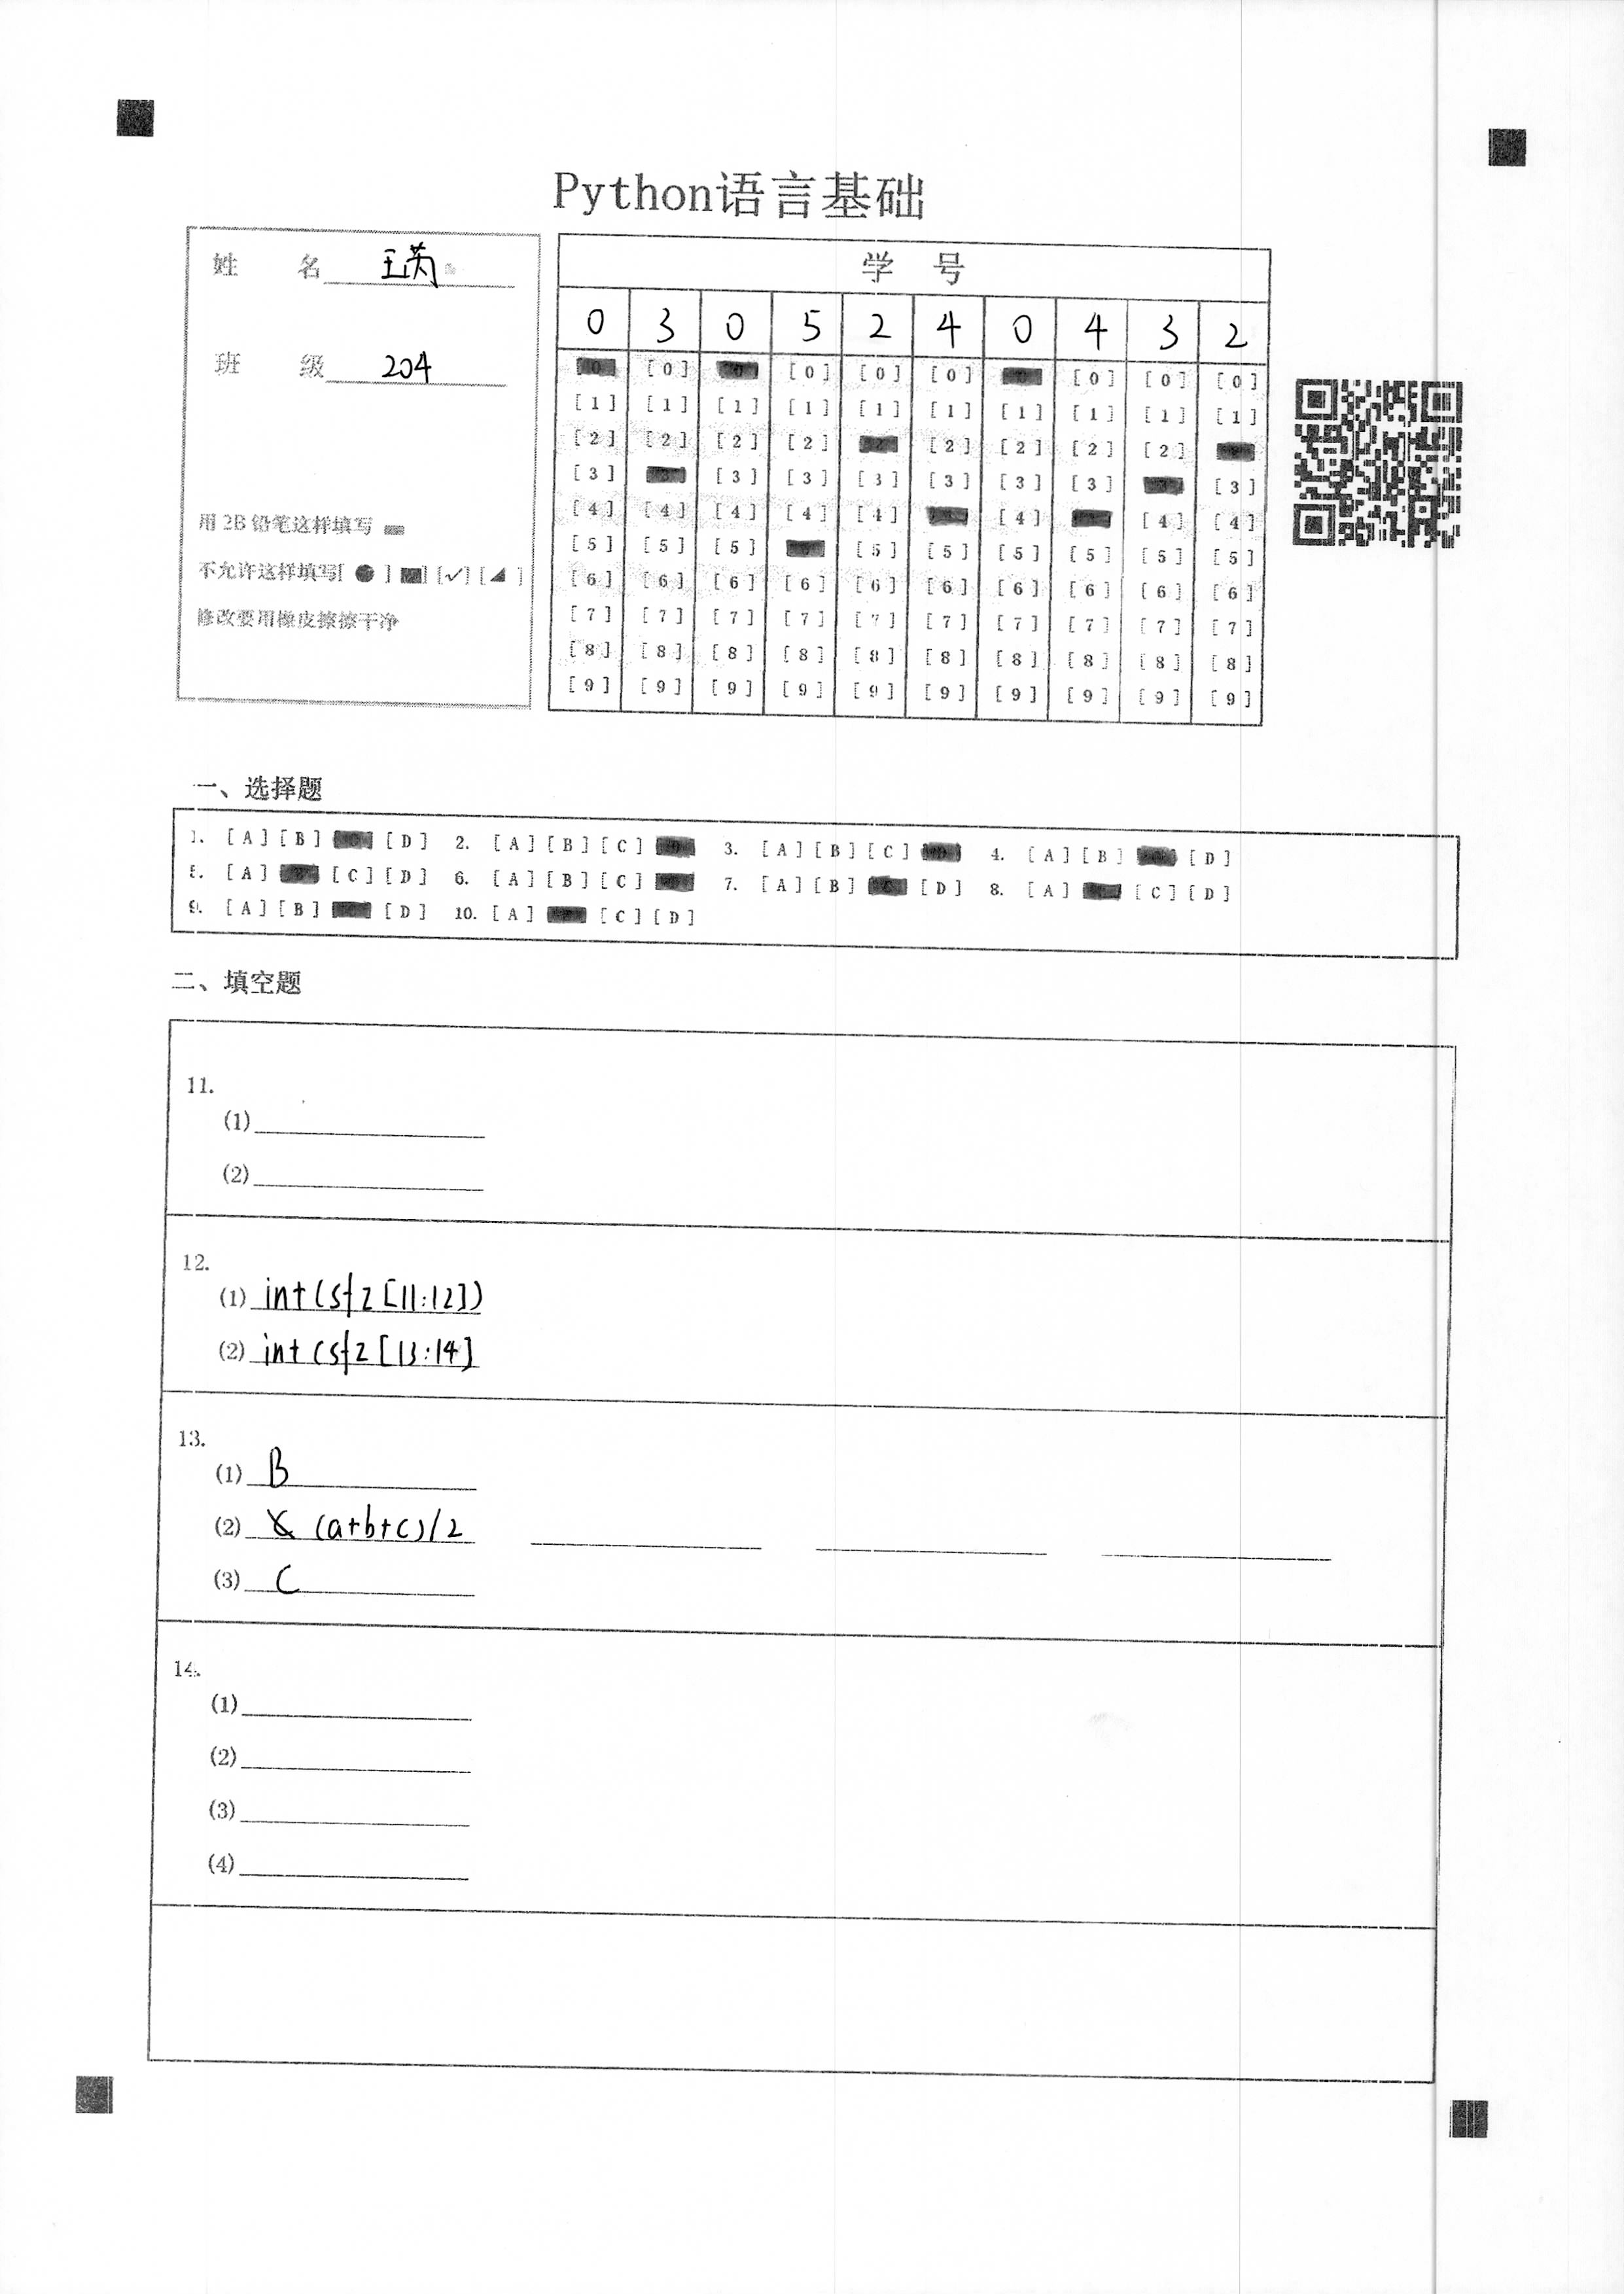 Python语言基础
姓 名 王芮
班 级 204
用 2B 铅笔这样填写
不允许这样填写[ ● ] [■] [✓] [◢ ]
修改要用橡皮擦擦干净
学 号
0 3 0 5 2 4 0 4 3 2
[0] [0] [0] [0] [0] [0] [0]
[1] [1] [1] [1] [1] [1] [1] [1] [1] [1]
[2] [2] [2] [2] [2] [2] [2] [2]
[3] [3] [3] [3] [3] [3] [3] [3]
[4] [4] [4] [4] [4] [4] [4] [4]
[5] [5] [5] [5] [5] [5] [5] [5] [5]
[6] [6] [6] [6] [6] [6] [6] [6] [6] [6]
[7] [7] [7] [7] [7] [7] [7] [7] [7] [7]
[8] [8] [8] [8] [8] [8] [8] [8] [8] [8]
[9] [9] [9] [9] [9] [9] [9] [9] [9] [9]
一、选择题
1. [A] [B] [D] 2. [A] [B] [C] 3. [A] [B] [C] 4. [A] [B] [D]
5. [A] [C] [D] 6. [A] [B] [C] 7. [A] [B] [D] 8. [A] [C] [D]
9. [A] [B] [D] 10. [A] [C] [D]
二、填空题
11.
(1)
(2)
12.
(1) int(sfz[11:12])
(2) int(sfz[13:14]
13.
(1) B
(2) (a+b+c)/2
(3) C
14.
(1)
(2)
(3)
(4)